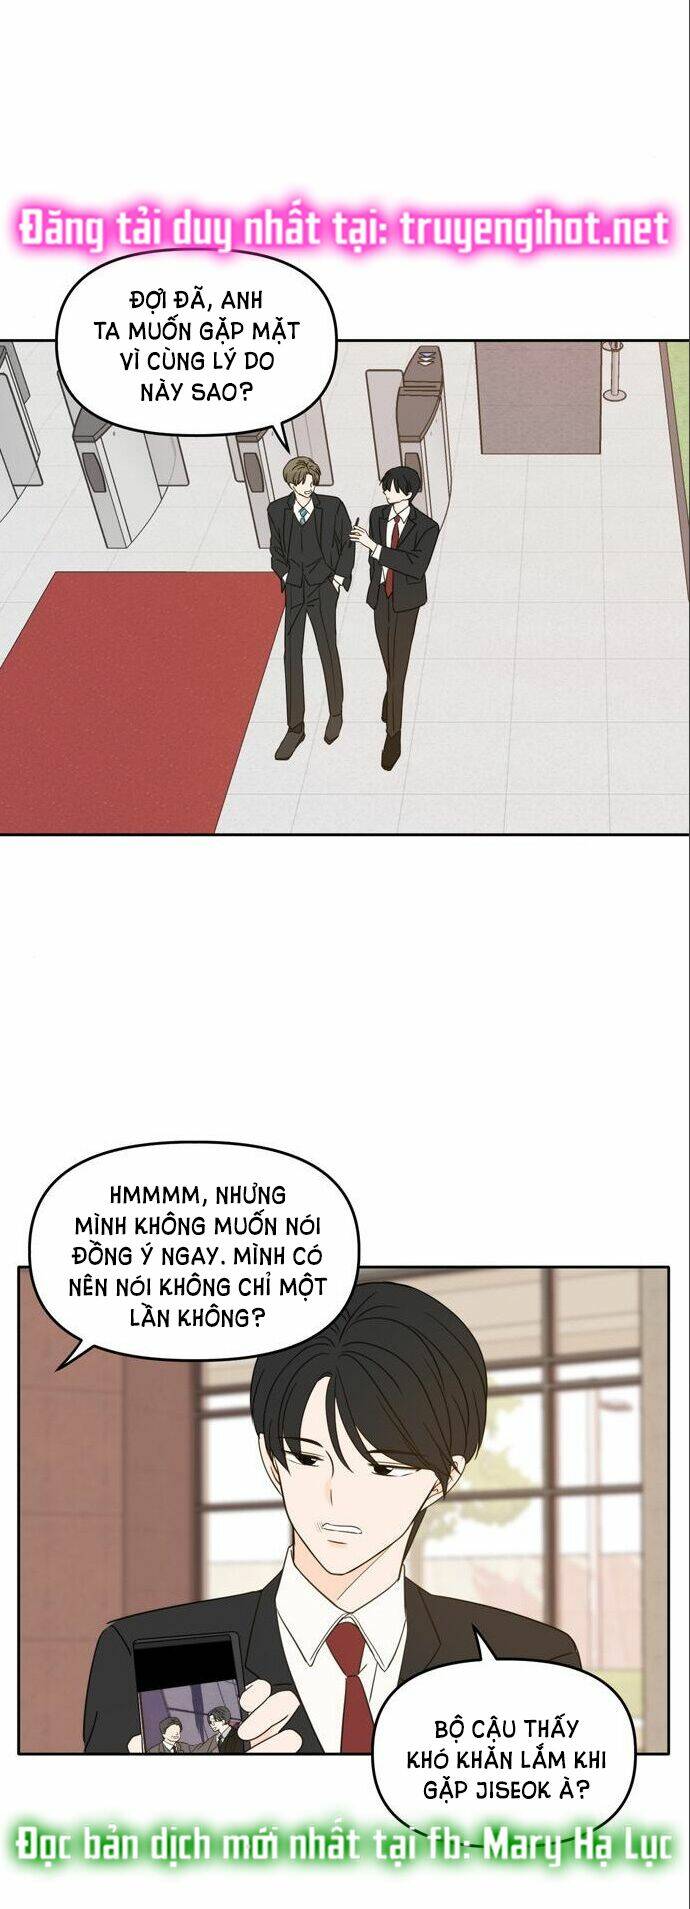 Đăng tải duy nhất tại: truyengihot.net
ĐỢI ĐÃ, ANH
TA MUỐN GẶP MẶT
VÌ CÙNG LÝ DO
NÀY SAO?
HMMMM, NHƯNG
MÌNH KHÔNG MUỐN NÓI
ĐỒNG Ý NGAY. MÌNH CÓ
NÊN NÓI KHÔNG CHỈ MỘT
LẦN KHÔNG?
BỘ CẬU THẤY
KHÓ KHĂN LẮM KHI
GẶP JISEOK À?
Đọc bản dịch mới nhất tại fb: Mary Hạ Lục